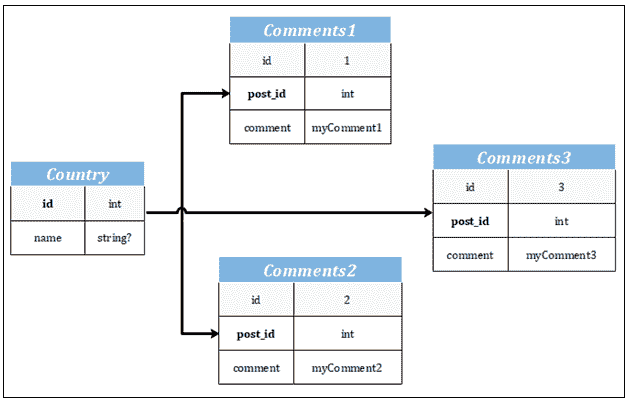 Comments1
id 1
post_id int
comment myComment1
Country
id int
name string?
Comments3
id 3
post_id int
comment myComment3
Comments2
id 2
post_id int
comment myComment2